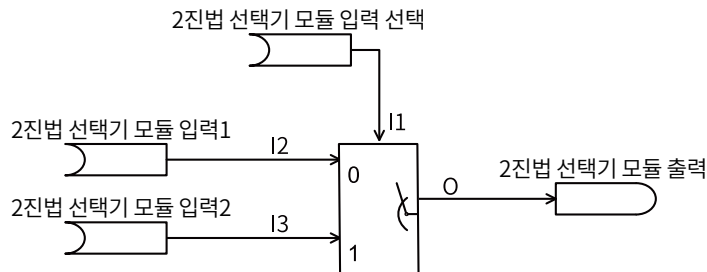 2진법 선택기 모듈 입력 선택
I1
2진법 선택기 모듈 입력1
I2
0
2진법 선택기 모듈 출력
O
2진법 선택기 모듈 입력2
I3
1